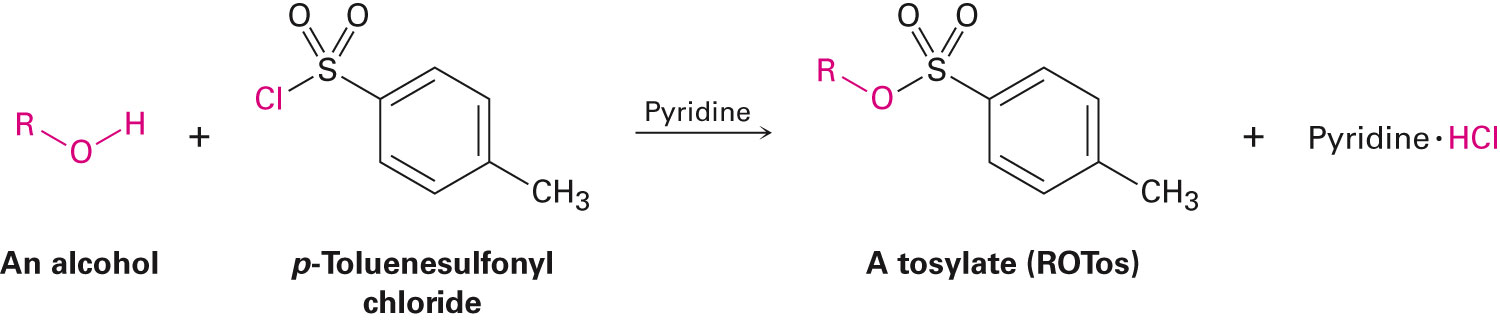 O O
S
Cl
R
O
H
+
CH3
Pyridine
O O
S
R
O
CH3
+
Pyridine · HCl
An alcohol
p-Toluenesulfonyl
chloride
A tosylate (ROTos)